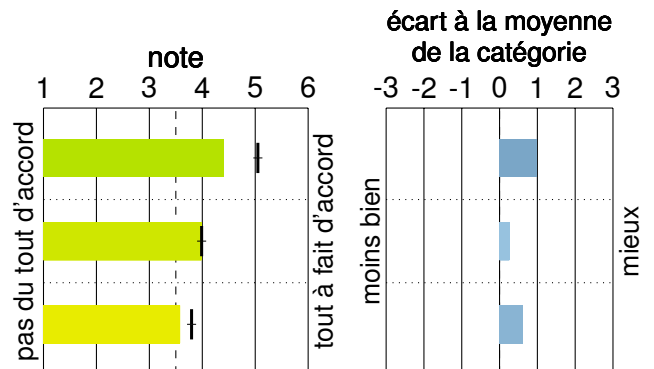 note
1 2 3 4 5 6
pas du tout d'accord
tout à fait d'accord
écart à la moyenne
de la catégorie
-3 -2 -1 0 1 2 3
moins bien
mieux